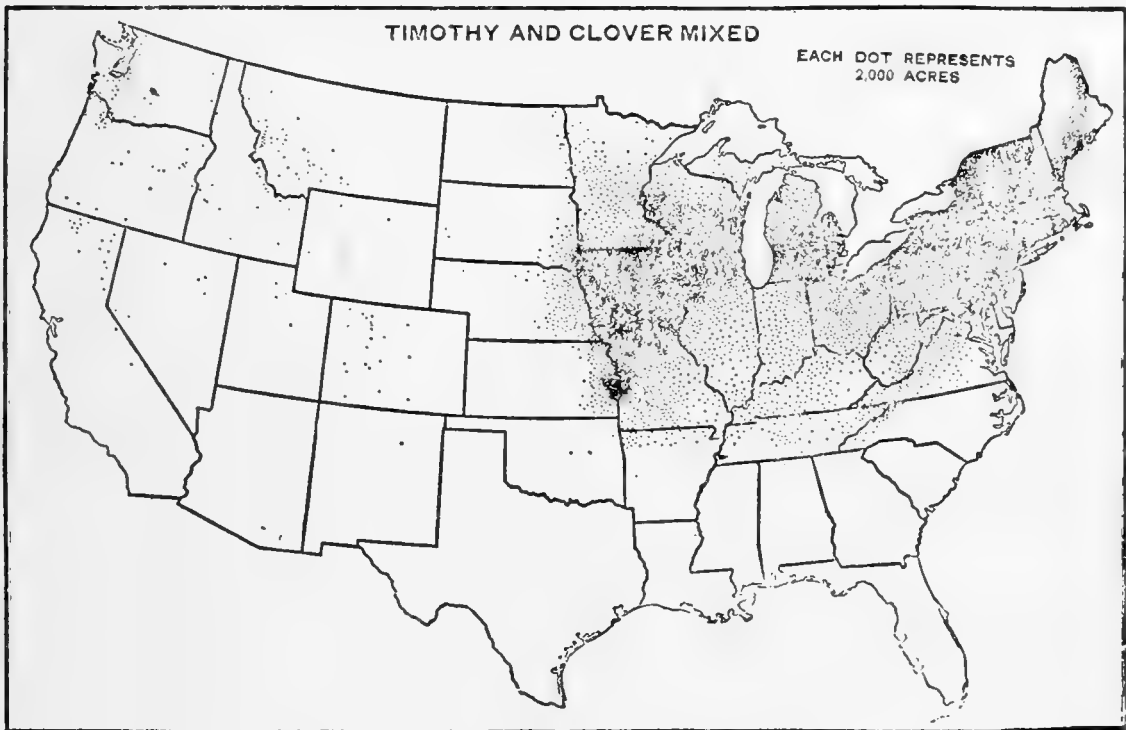 TIMOTHY AND CLOVER MIXED
EACH DOT REPRESENTS
2,000 ACRES